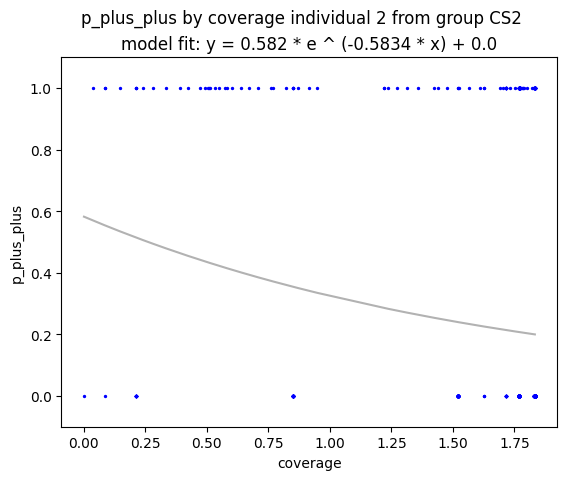 p_plus_plus by coverage individual 2 from group CS2
model fit: y = 0.582 * e ^ (-0.5834 * x) + 0.0
1.0
0.8
0.6
0.4
0.2
0.0
p_plus_plus
0.00 0.25 0.50 0.75 1.00 1.25 1.50 1.75
coverage